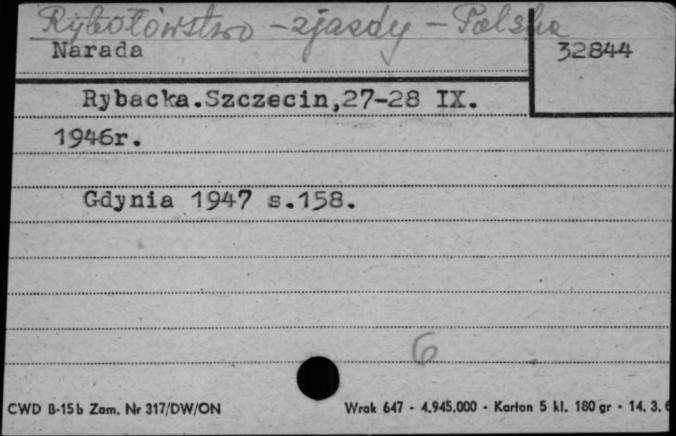 Rybołówstwo - zjazdy - Polska
Narada
32844
Rybacka.Szczecin,27-28 IX.
1946r.
Gdynia 1947 s.158.
6
CWD B-15b Zam. Nr 317/DW/ON
Wrak 647 - 4.945.000 - Karton 5 kl. 180 gr - 14. 3. 6